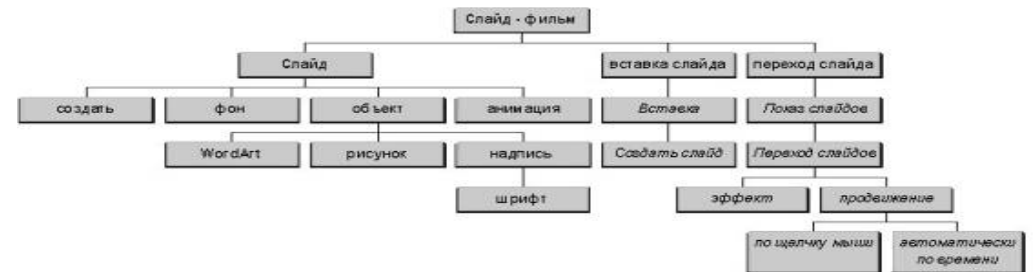 Слайд - фильм
Слайд
вставка слайда
переход слайда
создать
фон
объект
анимация
Вставка
Показ слайдов
WordArt
рисунок
надпись
Создать слайд
Переход слайдов
шрифт
эффект
продвижение
по щелчку мыши
автоматически
по времени